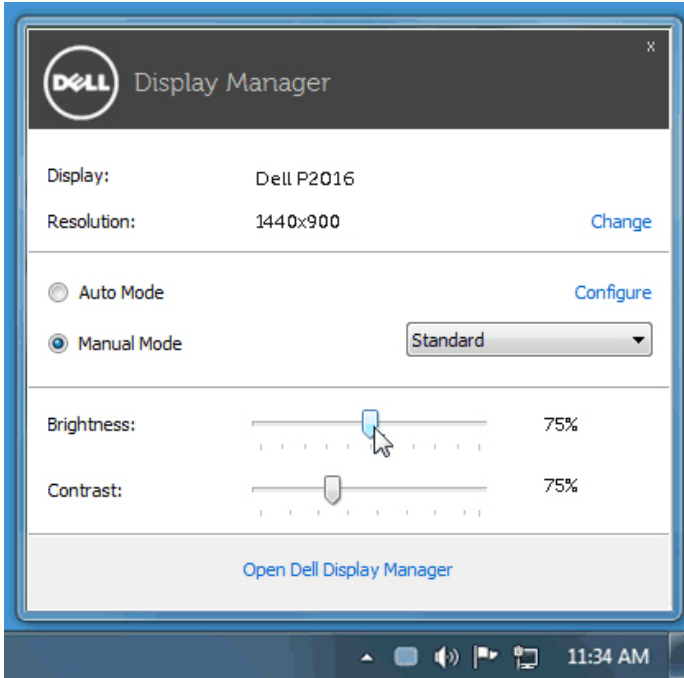 x
DELL Display Manager
Display: Dell P2016
Resolution: 1440x900 Change
Auto Mode Configure
Manual Mode Standard
Brightness: 75%
Contrast: 75%
Open Dell Display Manager
11:34 AM